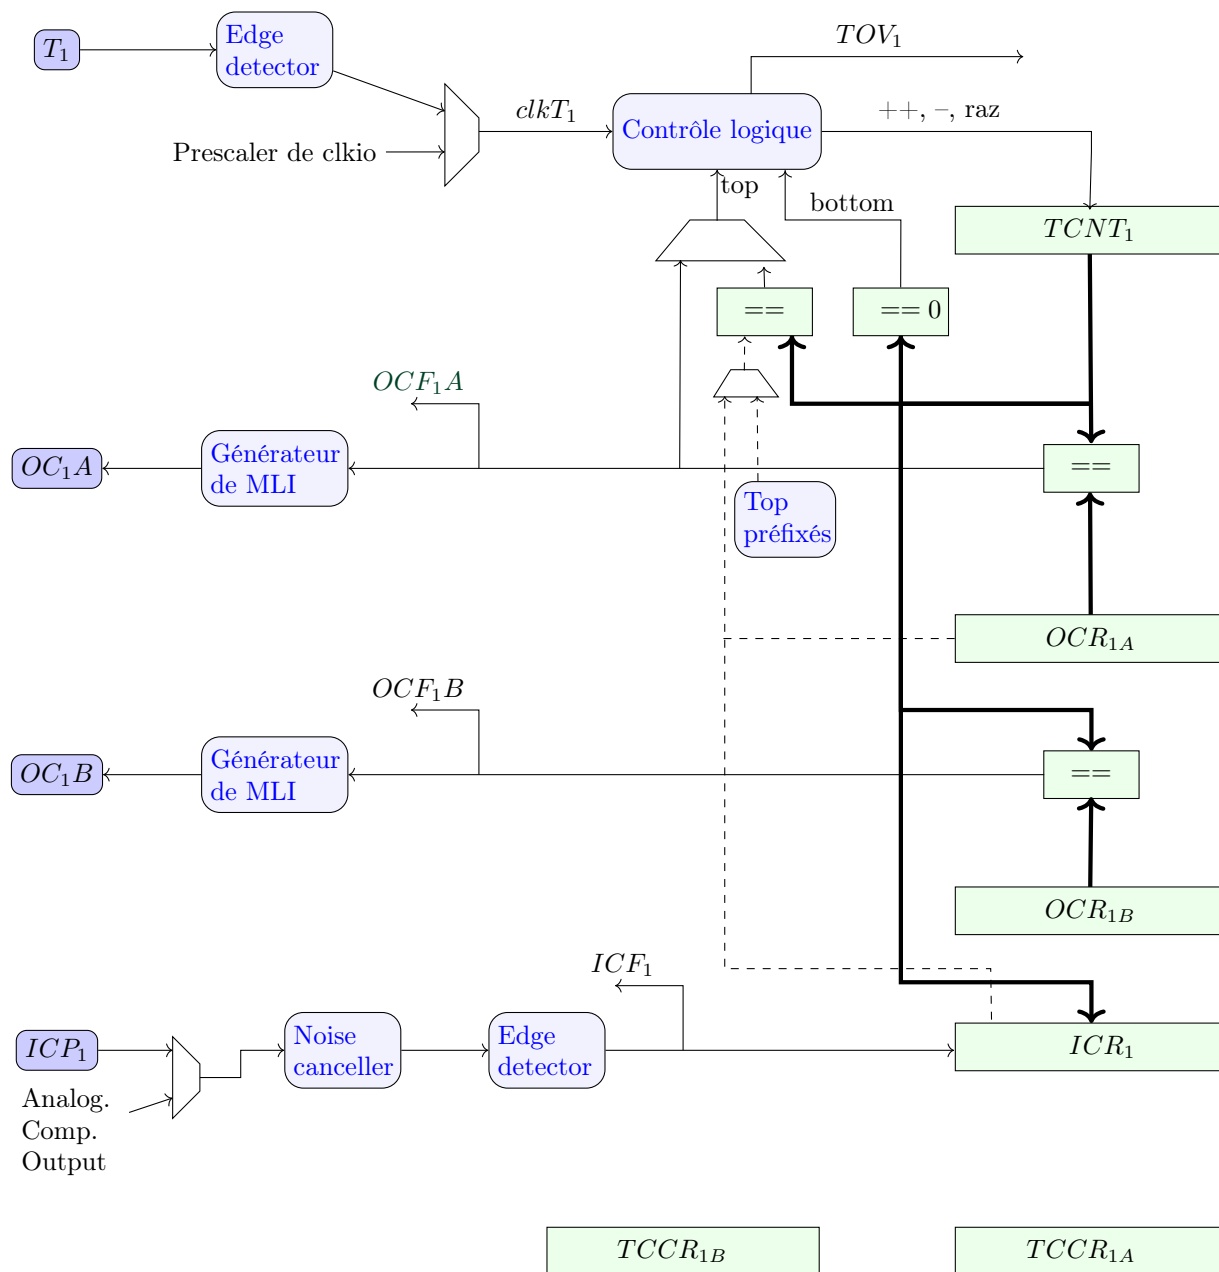 TOV₁
T₁
Edge
detector
clkT₁
++, –, raz
Contrôle logique
Prescaler de clkio
top
bottom
TCNT₁
==
== 0
OCF₁A
OC₁A
Générateur
de MLI
==
Top
préfixés
OCR₁A
OCF₁B
OC₁B
Générateur
de MLI
==
OCR₁B
ICF₁
ICP₁
Noise
canceller
Edge
detector
ICR₁
Analog.
Comp.
Output
TCCR₁B
TCCR₁A